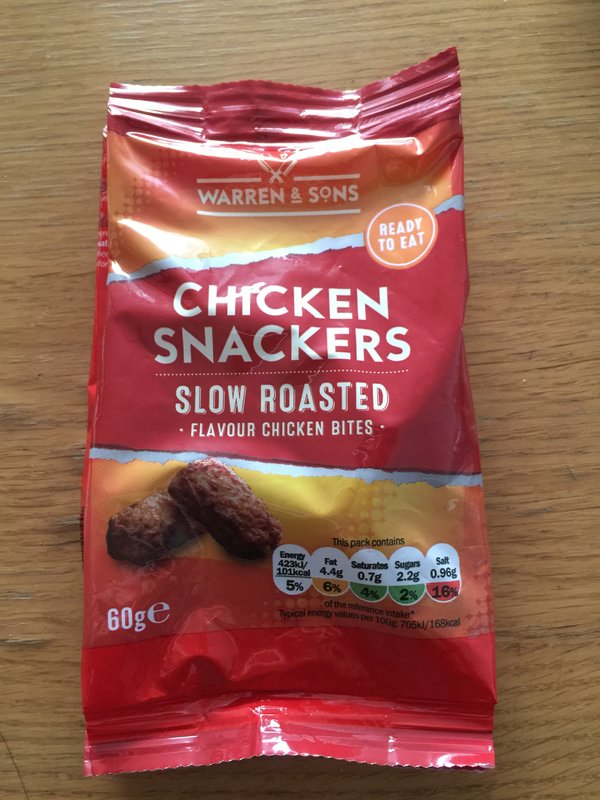 WARREN & SONS
READY
TO EAT
CHICKEN
SNACKERS
SLOW ROASTED
· FLAVOUR CHICKEN BITES ·
This pack contains
Energy
423kJ/
101kcal
5%
Fat
4.4g
6%
Saturates
0.7g
4%
Sugars
2.2g
2%
Salt
0.96g
16%
of the reference intake*
Typical energy values per 100g: 705kJ/168kcal
60g℮